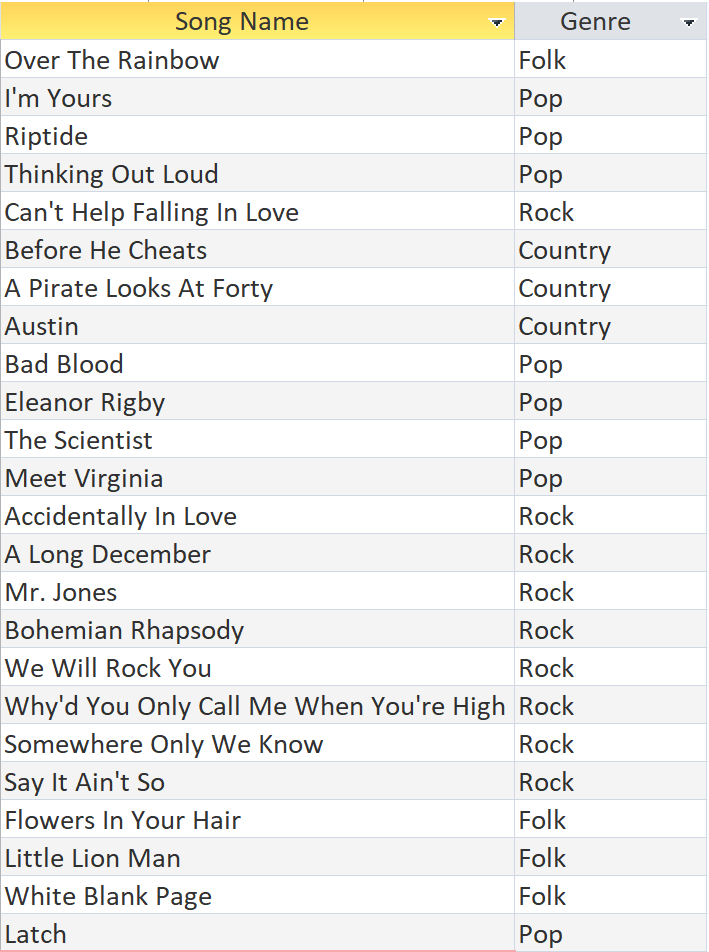 Song Name Genre
Over The Rainbow Folk
I'm Yours Pop
Riptide Pop
Thinking Out Loud Pop
Can't Help Falling In Love Rock
Before He Cheats Country
A Pirate Looks At Forty Country
Austin Country
Bad Blood Pop
Eleanor Rigby Pop
The Scientist Pop
Meet Virginia Pop
Accidentally In Love Rock
A Long December Rock
Mr. Jones Rock
Bohemian Rhapsody Rock
We Will Rock You Rock
Why'd You Only Call Me When You're High Rock
Somewhere Only We Know Rock
Say It Ain't So Rock
Flowers In Your Hair Folk
Little Lion Man Folk
White Blank Page Folk
Latch Pop